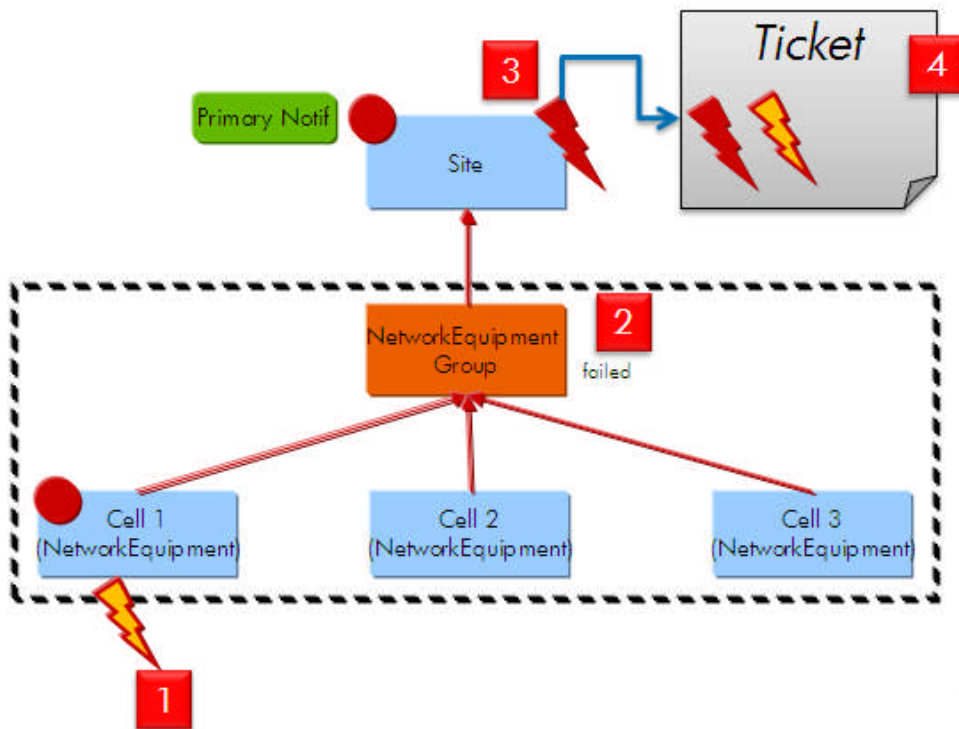 3
Ticket
4
Primary Notif
Site
NetworkEquipment
Group
2
failed
Cell 1
(NetworkEquipment)
Cell 2
(NetworkEquipment)
Cell 3
(NetworkEquipment)
1